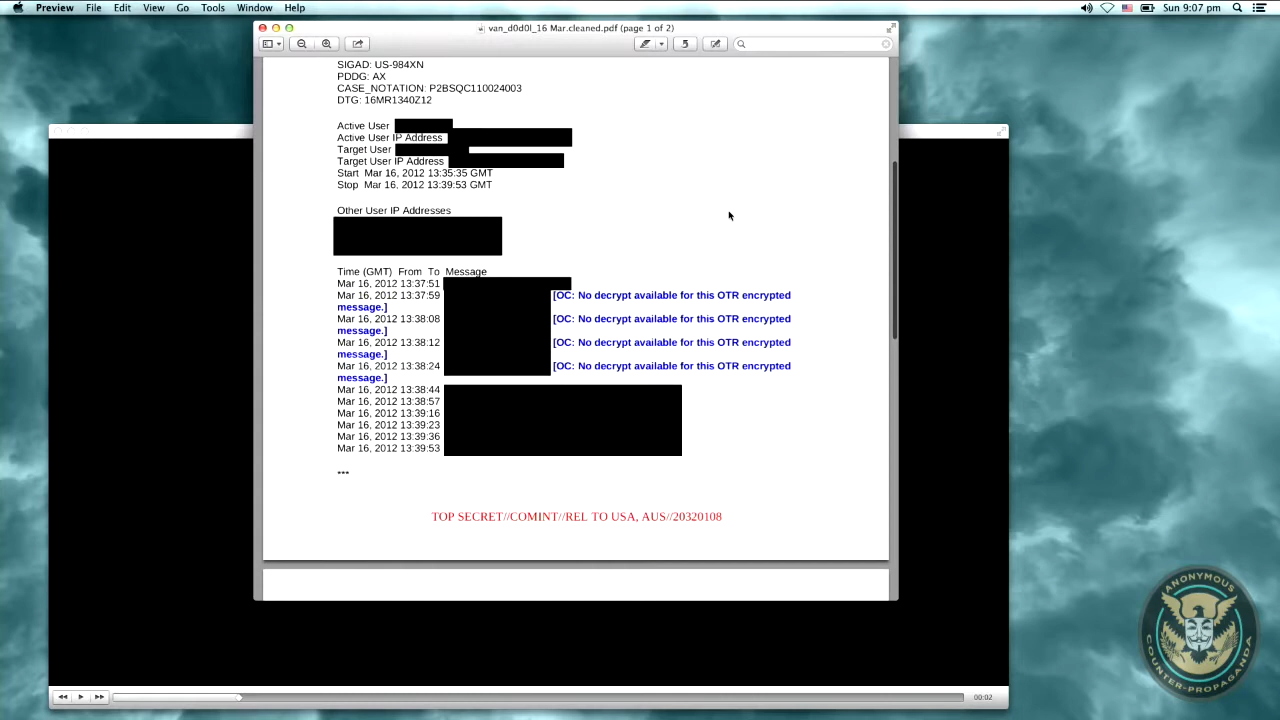 Preview File Edit View Go Tools Window Help
Sun 9:07 pm
van_d0d0l_16 Mar.cleaned.pdf (page 1 of 2)
SIGAD: US-984XN
PDDG: AX
CASE_NOTATION: P2BSQC110024003
DTG: 16MR1340Z12
Active User
Active User IP Address
Target User
Target User IP Address
Start Mar 16, 2012 13:35:35 GMT
Stop Mar 16, 2012 13:39:53 GMT
Other User IP Addresses
Time (GMT) From To Message
Mar 16, 2012 13:37:51
Mar 16, 2012 13:37:59 [OC: No decrypt available for this OTR encrypted
message.]
Mar 16, 2012 13:38:08 [OC: No decrypt available for this OTR encrypted
message.]
Mar 16, 2012 13:38:12 [OC: No decrypt available for this OTR encrypted
message.]
Mar 16, 2012 13:38:24 [OC: No decrypt available for this OTR encrypted
message.]
Mar 16, 2012 13:38:44
Mar 16, 2012 13:38:57
Mar 16, 2012 13:39:16
Mar 16, 2012 13:39:23
Mar 16, 2012 13:39:36
Mar 16, 2012 13:39:53
***
TOP SECRET//COMINT//REL TO USA, AUS//20320108
00:02
ANONYMOUS
COUNTER-PROPAGANDA